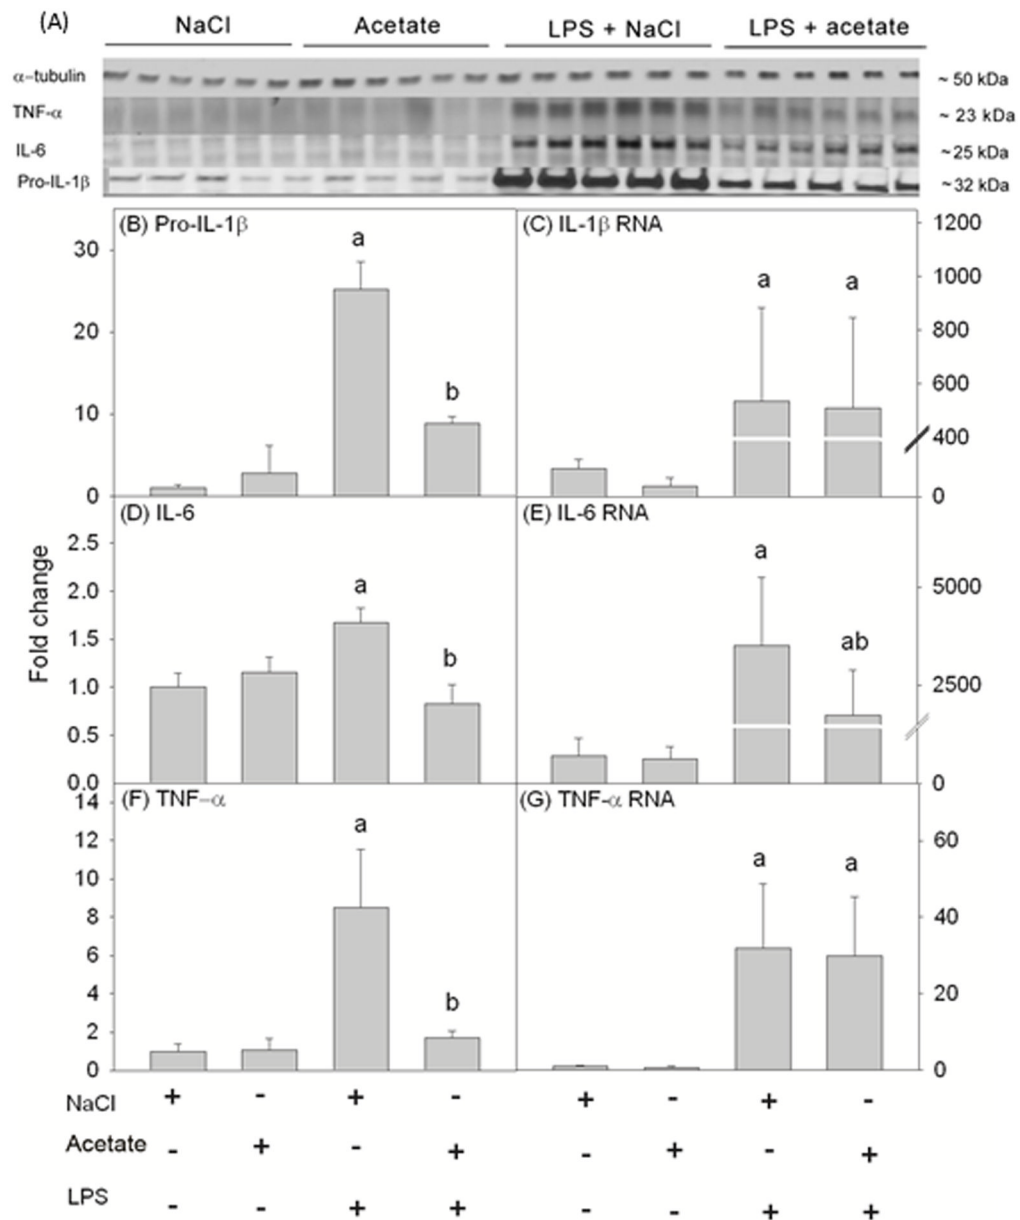 (A)
NaCl Acetate LPS + NaCl LPS + acetate
α-tubulin ~ 50 kDa
TNF-α ~ 23 kDa
IL-6 ~25 kDa
Pro-IL-1β ~32 kDa
(B) Pro-IL-1β (C) IL-1β RNA
30
20
10
0
a
b
a a
1200
1000
800
600
400
0
(D) IL-6 (E) IL-6 RNA
Fold change
2.5
2.0
1.5
1.0
0.5
0.0
a
b
a
ab
5000
2500
0
(F) TNF-α (G) TNF-α RNA
14
12
10
8
6
4
2
0
a
b
a a
60
40
20
0
NaCl + - + - + - + -
Acetate - + - + - + - +
LPS - - + + - - + +